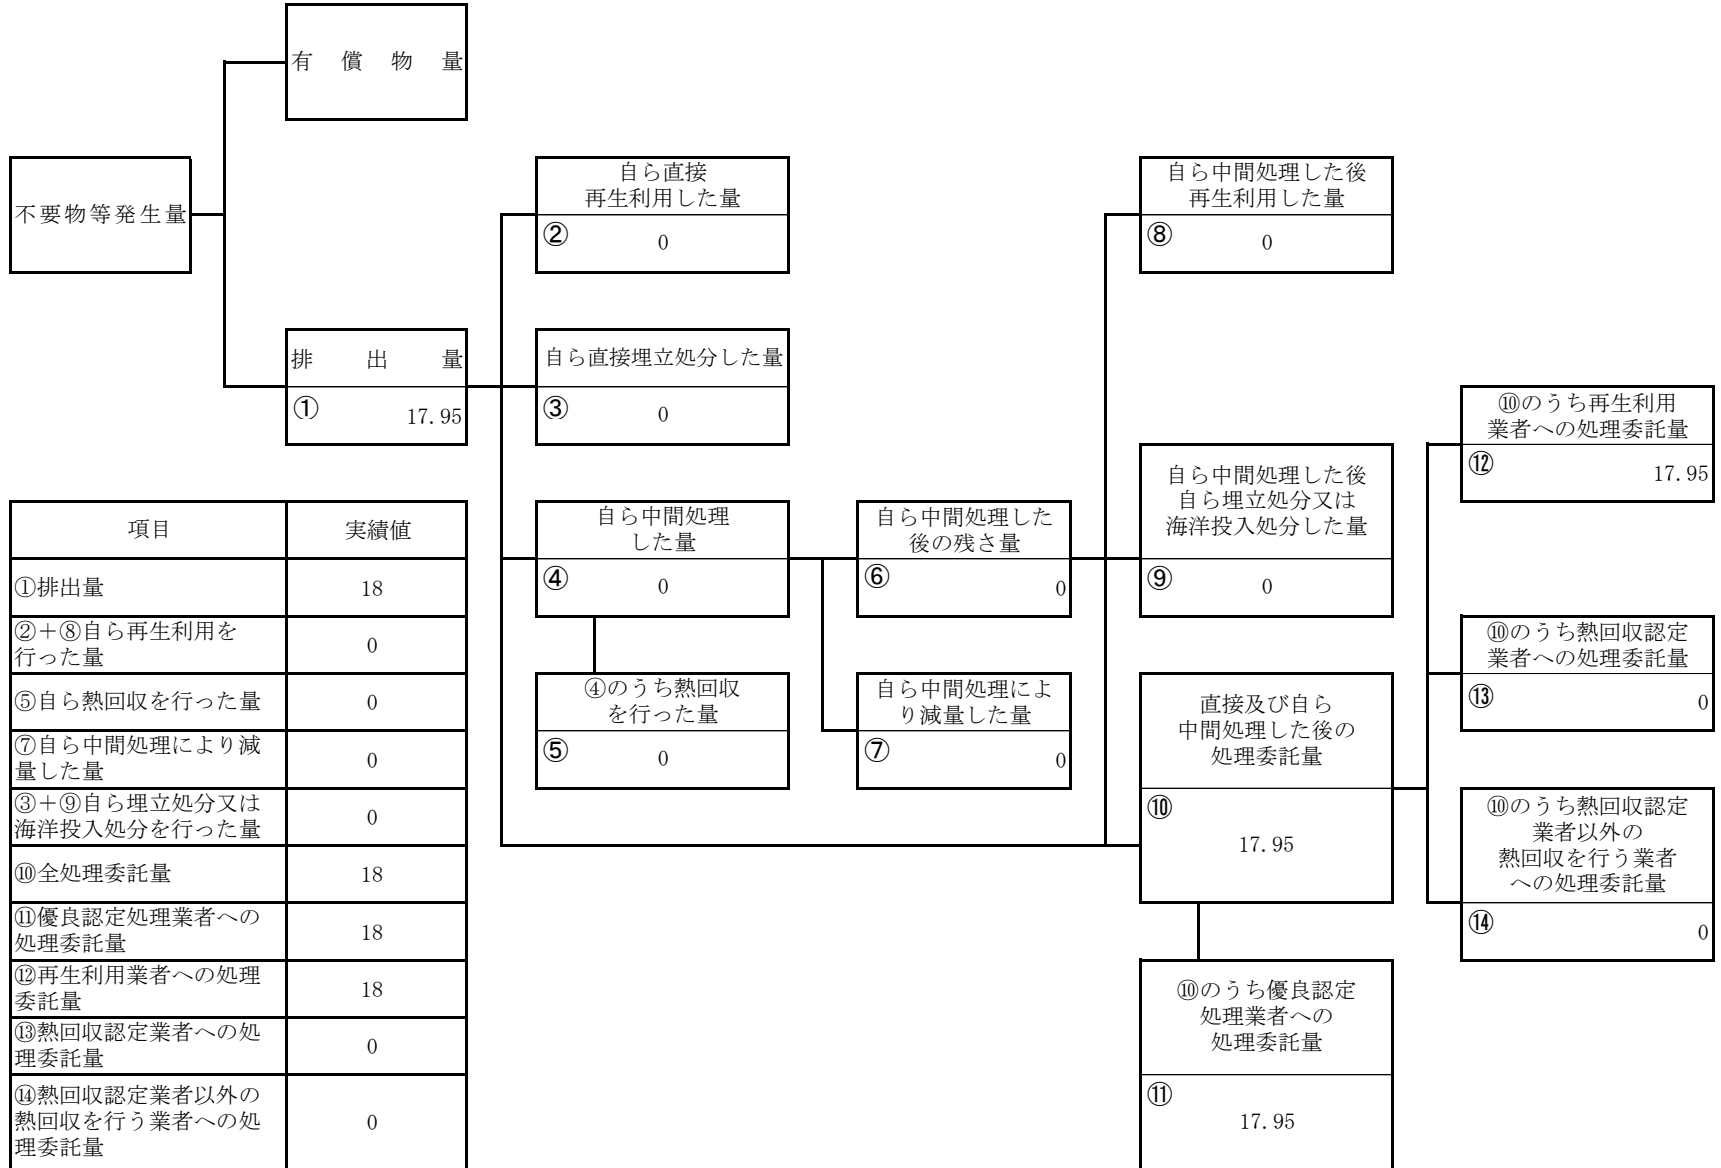 有償物量
不要物等発生量
自ら直接
再生利用した量
② 0
自ら中間処理した後
再生利用した量
⑧ 0
排出量
① 17.95
自ら直接埋立処分した量
③ 0
⑩のうち再生利用
業者への処理委託量
⑫ 17.95
自ら中間処理した後
自ら埋立処分又は
海洋投入処分した量
⑨ 0
自ら中間処理
した量
④ 0
自ら中間処理した
後の残さ量
⑥ 0
⑩のうち熱回収認定
業者への処理委託量
⑬ 0
④のうち熱回収
を行った量
⑤ 0
自ら中間処理によ
り減量した量
⑦ 0
直接及び自ら
中間処理した後の
処理委託量
⑩
17.95
⑩のうち熱回収認定
業者以外の
熱回収を行う業者
への処理委託量
⑭ 0
⑩のうち優良認定
処理業者への
処理委託量
⑪
17.95
項目 実績値
①排出量 18
②+⑧自ら再生利用を
行った量 0
⑤自ら熱回収を行った量 0
⑦自ら中間処理により減
量した量 0
③+⑨自ら埋立処分又は
海洋投入処分を行った量 0
⑩全処理委託量 18
⑪優良認定処理業者への
処理委託量 18
⑫再生利用業者への処理
委託量 18
⑬熱回収認定業者への処
理委託量 0
⑭熱回収認定業者以外の
熱回収を行う業者への処 0
理委託量